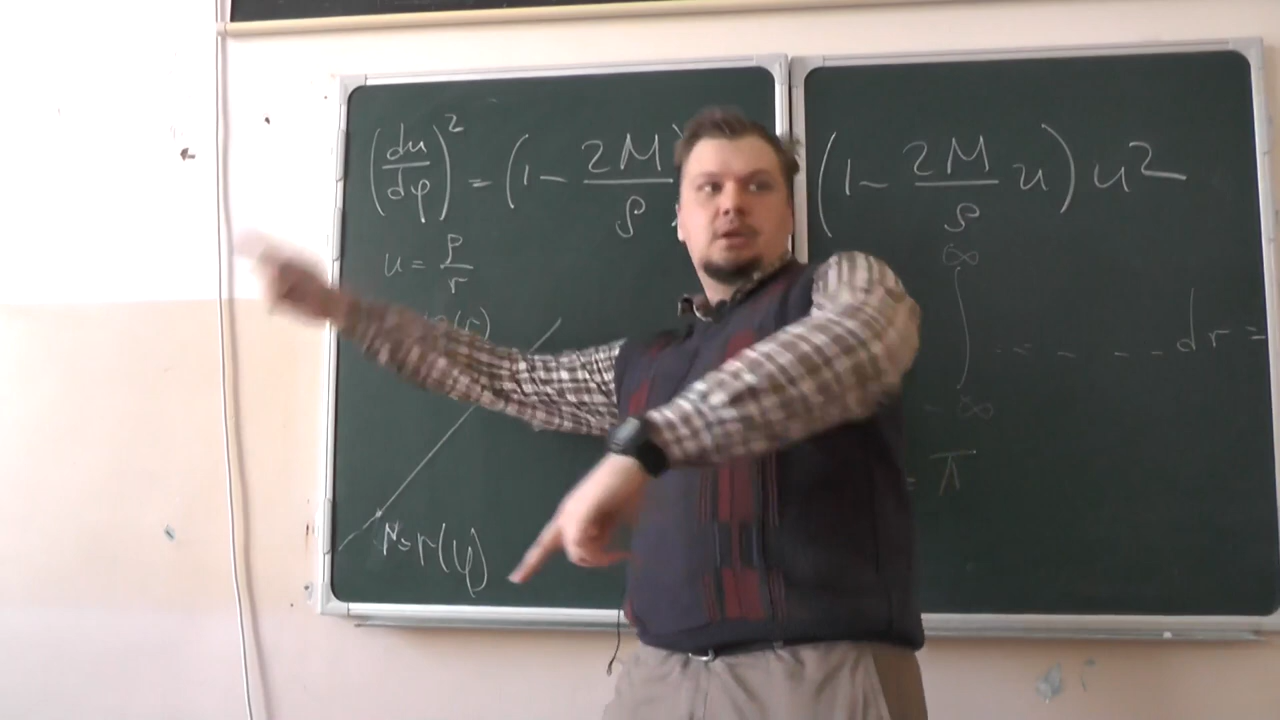 (du/dφ)² = (1 - 2M/ρ) (1 - 2M/ρ u) u²
u = ρ/r
φ(r)
∞
∫ ... dr =
-∞
= π
r = r(φ)